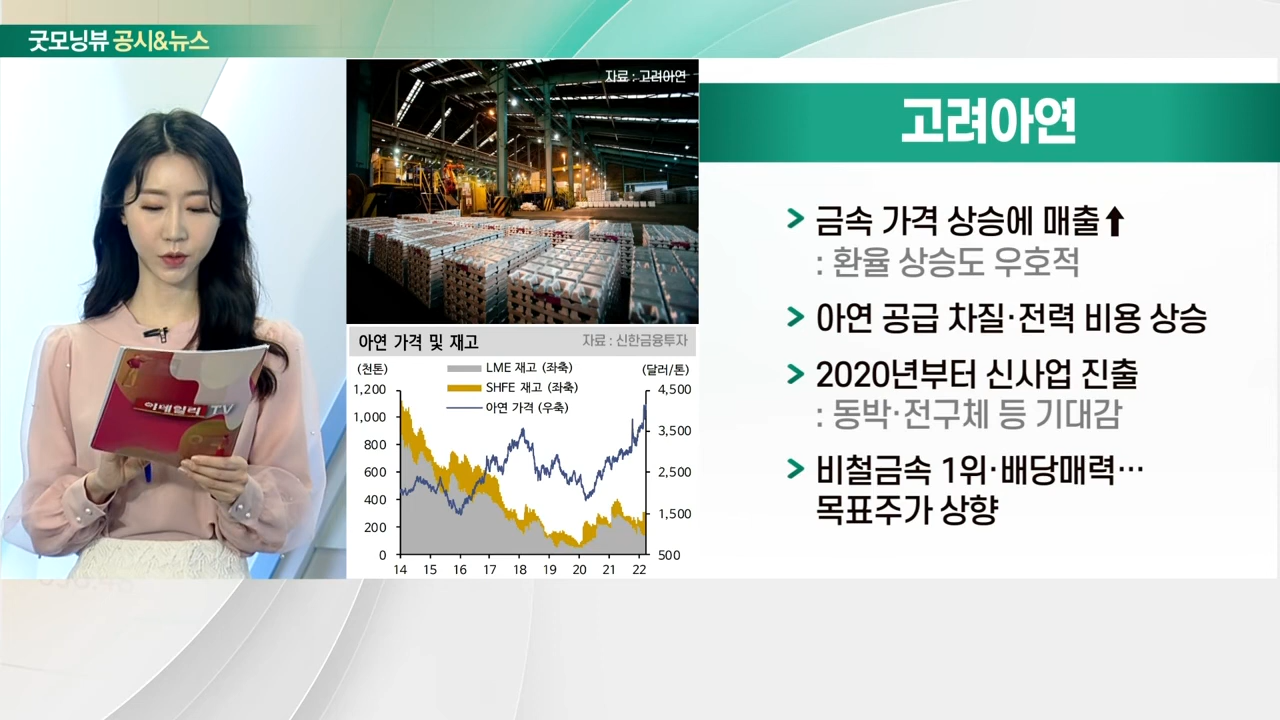 굿모닝뷰 공시&뉴스
자료 : 고려아연
이데일리 TV
아연 가격 및 재고
자료 : 신한금융투자
(천톤)
(달러/톤)
LME 재고 (좌축)
SHFE 재고 (좌축)
아연 가격 (우축)
1,200
1,000
800
600
400
200
0
4,500
3,500
2,500
1,500
500
14 15 16 17 18 19 20 21 22
고려아연
금속 가격 상승에 매출↑
: 환율 상승도 우호적
아연 공급 차질·전력 비용 상승
2020년부터 신사업 진출
: 동박·전구체 등 기대감
비철금속 1위·배당매력…
목표주가 상향